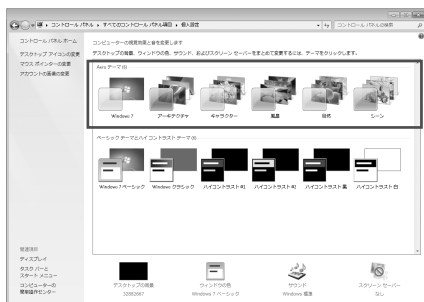 コントロール パネル ▸ すべてのコントロール パネル項目 ▸ 個人設定
コントロール パネルの検索
コントロール パネル ホーム
デスクトップ アイコンの変更
マウス ポインターの変更
アカウントの画像の変更
コンピューターの視覚効果と音を変更します
デスクトップの背景、ウィンドウの色、サウンド、およびスクリーン セーバーをまとめて変更するには、テーマをクリックします。
Aero テーマ (6)
Windows 7
アーキテクチャ
キャラクター
風景
自然
シーン
ベーシック テーマとハイコントラスト テーマ (6)
Windows 7 ベーシック
Windows クラシック
ハイコントラスト #1
ハイコントラスト #2
ハイコントラスト 黒
ハイコントラスト 白
関連項目
ディスプレイ
タスク バーと
スタート メニュー
コンピューターの
簡単操作センター
デスクトップの背景
ウィンドウの色
Windows 7 ベーシック
サウンド
Windows 標準
スクリーン セーバー
なし